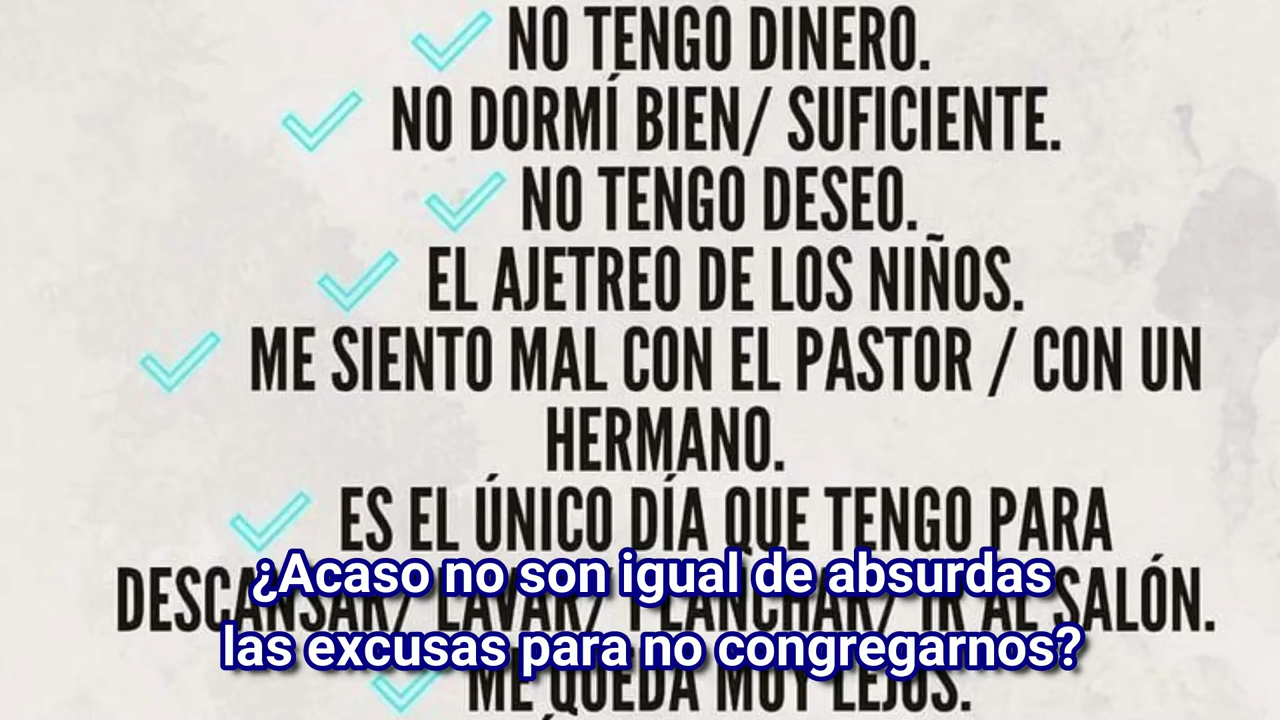 NO TENGO DINERO.
NO DORMÍ BIEN/ SUFICIENTE.
NO TENGO DESEO.
EL AJETREO DE LOS NIÑOS.
ME SIENTO MAL CON EL PASTOR / CON UN
HERMANO.
ES EL ÚNICO DÍA QUE TENGO PARA
DESCANSAR/ LAVAR/ PLANCHAR/ IR AL SALÓN.
¿Acaso no son igual de absurdas
las excusas para no congregarnos?
ME QUEDA MUY LEJOS.